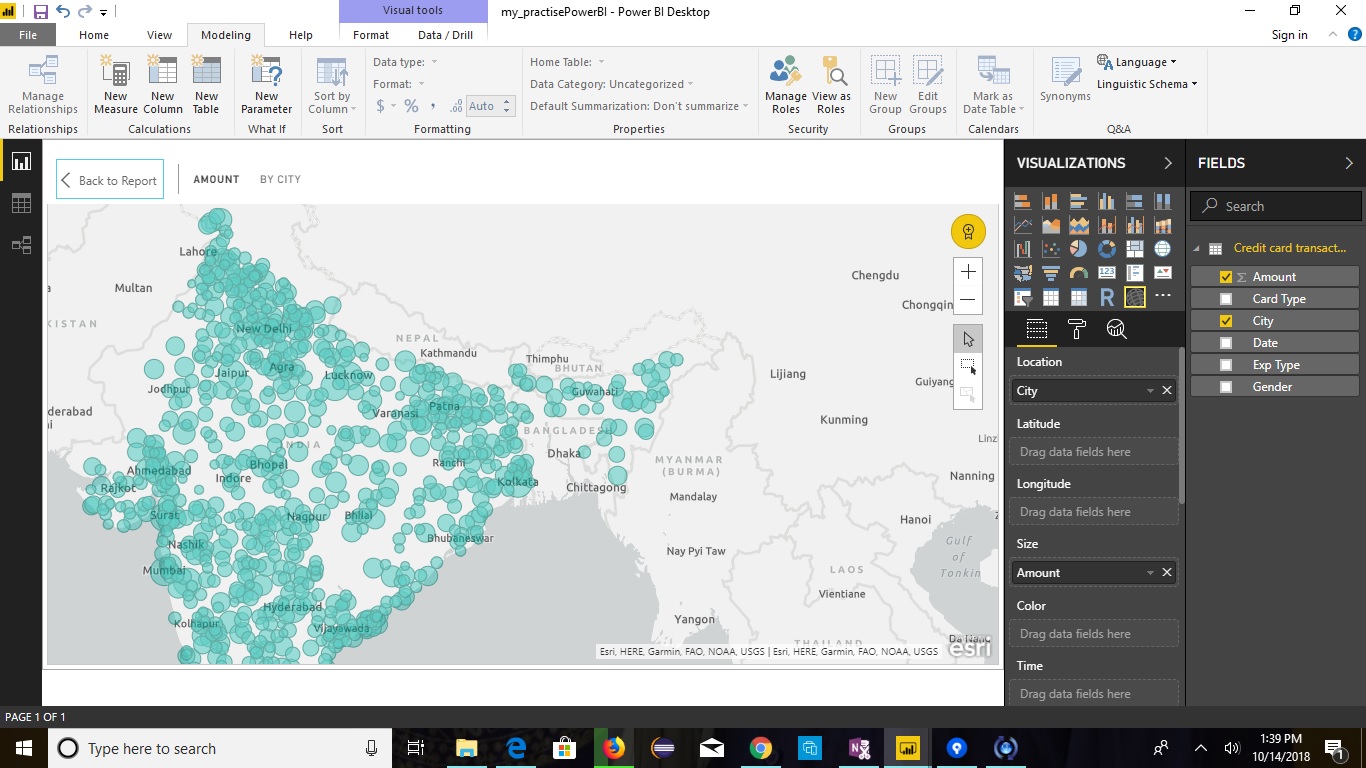 Visual tools
my_practisePowerBI - Power BI Desktop
File Home View Modeling Help Format Data / Drill Sign in
Manage Relationships
Relationships
New Measure
New Column
New Table
Calculations
New Parameter
What If
Sort by Column
Sort
Data type:
Format:
$ % , .00 Auto
Formatting
Home Table:
Data Category: Uncategorized
Default Summarization: Don't summarize
Properties
Manage Roles
View as Roles
Security
New Group
Edit Groups
Groups
Mark as Date Table
Calendars
Synonyms
Language
Linguistic Schema
Q&A
Back to Report
AMOUNT BY CITY
Lahore
Multan
KISTAN
New Delhi
NEPAL
Kathmandu
Thimphu
BHUTAN
Jaipur
Agra
Lucknow
Jodhpur
Guwahati
derabad
Varanasi
Patna
INDIA
BANGLADESH
Dhaka
Ahmedabad
Bhopal
Indore
Ranchi
Rajkot
Kolkata
Chittagong
Surat
Nagpur
Bhilai
Nashik
Bhubaneswar
Mumbai
Hyderabad
Kolhapur
Vijayawada
Chengdu
Chongqin
Lijiang
Guiyang
Kunming
Linz
MYANMAR
(BURMA)
Nanning
Mandalay
Hanoi
Gulf
of
Tonkin
Nay Pyi Taw
LAOS
Vientiane
Yangon
THAILAND
Da Nang
Esri, HERE, Garmin, FAO, NOAA, USGS | Esri, HERE, Garmin, FAO, NOAA, USGS
esri
VISUALIZATIONS
123
R
Location
City
Latitude
Drag data fields here
Longitude
Drag data fields here
Size
Amount
Color
Drag data fields here
Time
Drag data fields here
FIELDS
Search
Credit card transact...
Amount
Card Type
City
Date
Exp Type
Gender
PAGE 1 OF 1
Type here to search
1:39 PM
10/14/2018
1